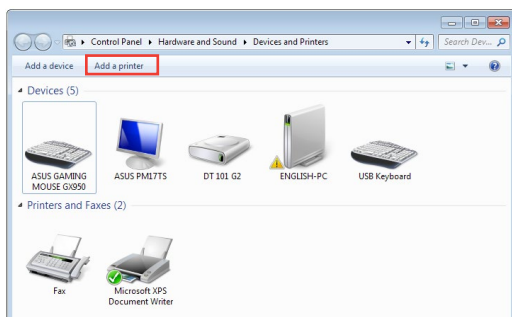 Control Panel ▸ Hardware and Sound ▸ Devices and Printers
Search Dev...
Add a device
Add a printer
Devices (5)
ASUS GAMING
MOUSE GX950
ASUS PM17TS
DT 101 G2
ENGLISH-PC
USB Keyboard
Printers and Faxes (2)
Fax
Microsoft XPS
Document Writer